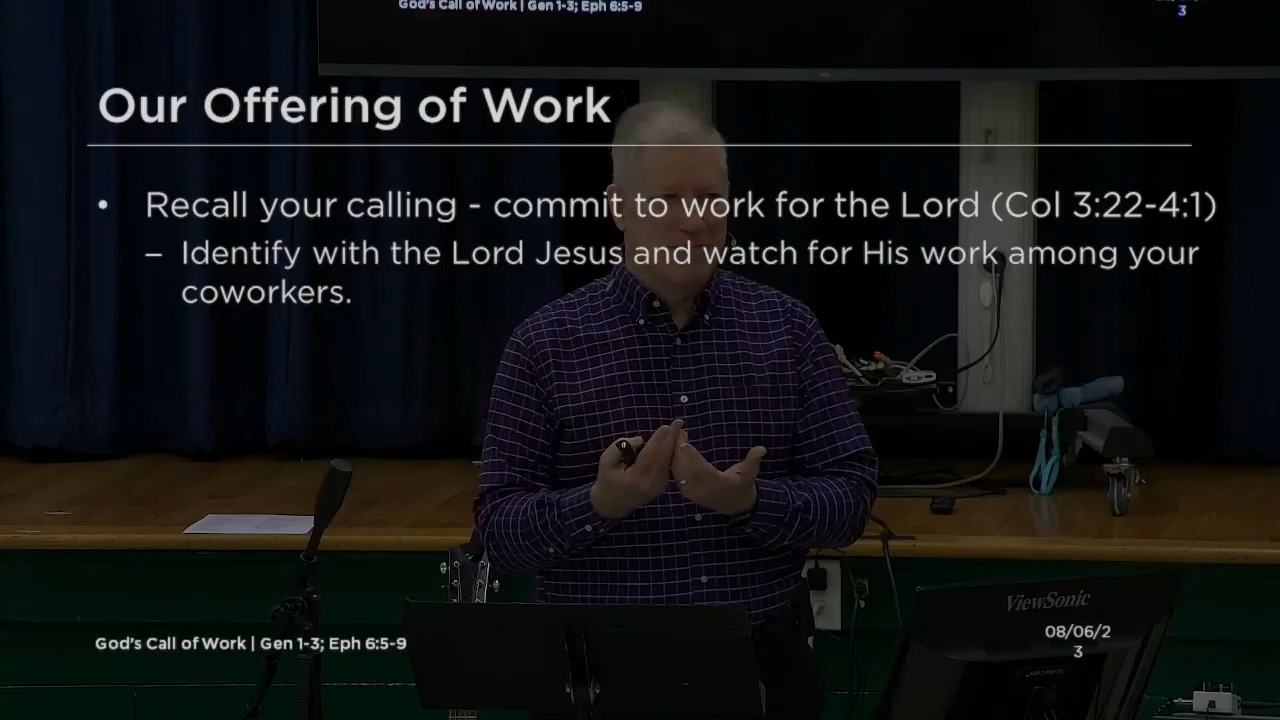 God's Call of Work | Gen 1-3; Eph 6:5-9
3
Our Offering of Work
• Recall your calling - commit to work for the Lord (Col 3:22-4:1)
– Identify with the Lord Jesus and watch for His work among your
coworkers.
ViewSonic
God's Call of Work | Gen 1-3; Eph 6:5-9
08/06/2
3